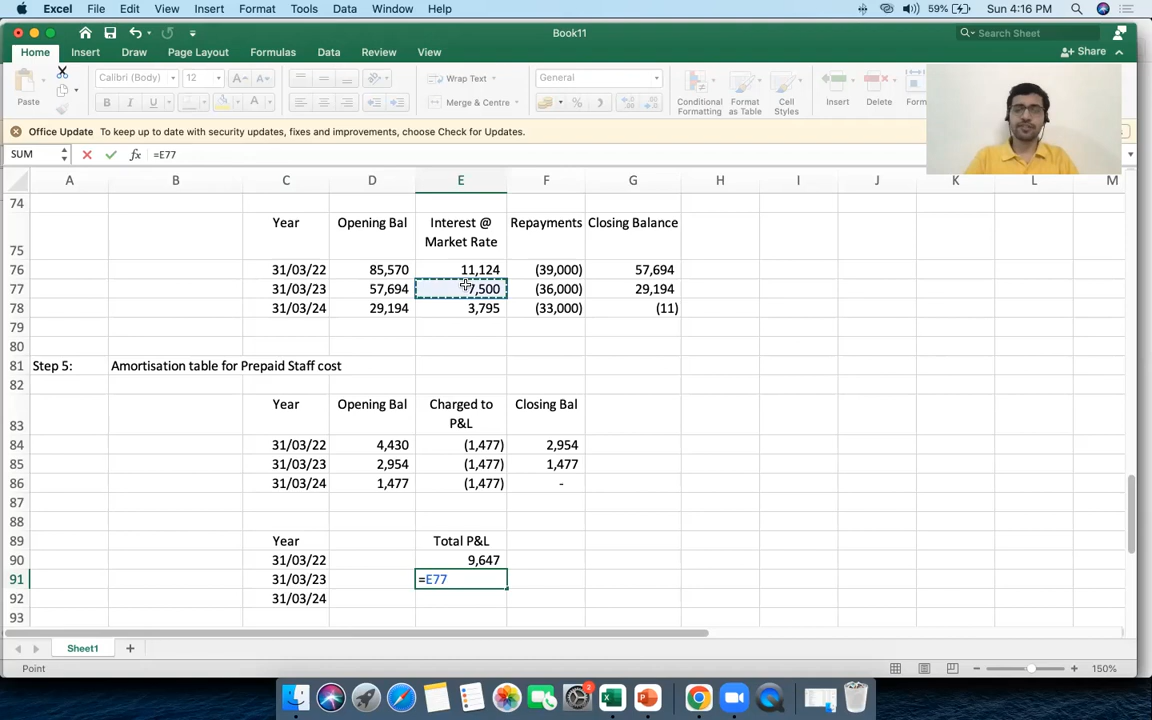 Excel File Edit View Insert Format Tools Data Window Help 59% Sun 4:16 PM
Book11 Search Sheet
Home Insert Draw Page Layout Formulas Data Review View Share
Paste Calibri (Body) 12 A A Wrap Text General Conditional Formatting Format as Table Cell Styles Insert Delete Form
B I U Merge & Centre %
Office Update To keep up to date with security updates, fixes and improvements, choose Check for Updates.
SUM fx =E77
A B C D E F G H I J K L M
74
75 Year Opening Bal Interest @ Market Rate Repayments Closing Balance
76 31/03/22 85,570 11,124 (39,000) 57,694
77 31/03/23 57,694 7,500 (36,000) 29,194
78 31/03/24 29,194 3,795 (33,000) (11)
79
80
81 Step 5: Amortisation table for Prepaid Staff cost
82
83 Year Opening Bal Charged to P&L Closing Bal
84 31/03/22 4,430 (1,477) 2,954
85 31/03/23 2,954 (1,477) 1,477
86 31/03/24 1,477 (1,477) -
87
88
89 Year Total P&L
90 31/03/22 9,647
91 31/03/23 =E77
92 31/03/24
93
Sheet1 +
Point 150%
2